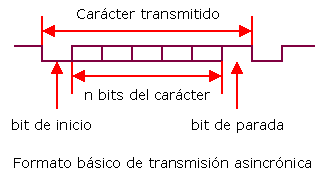 Carácter transmitido
n bits del carácter
bit de inicio
bit de parada
Formato básico de transmisión asincrónica